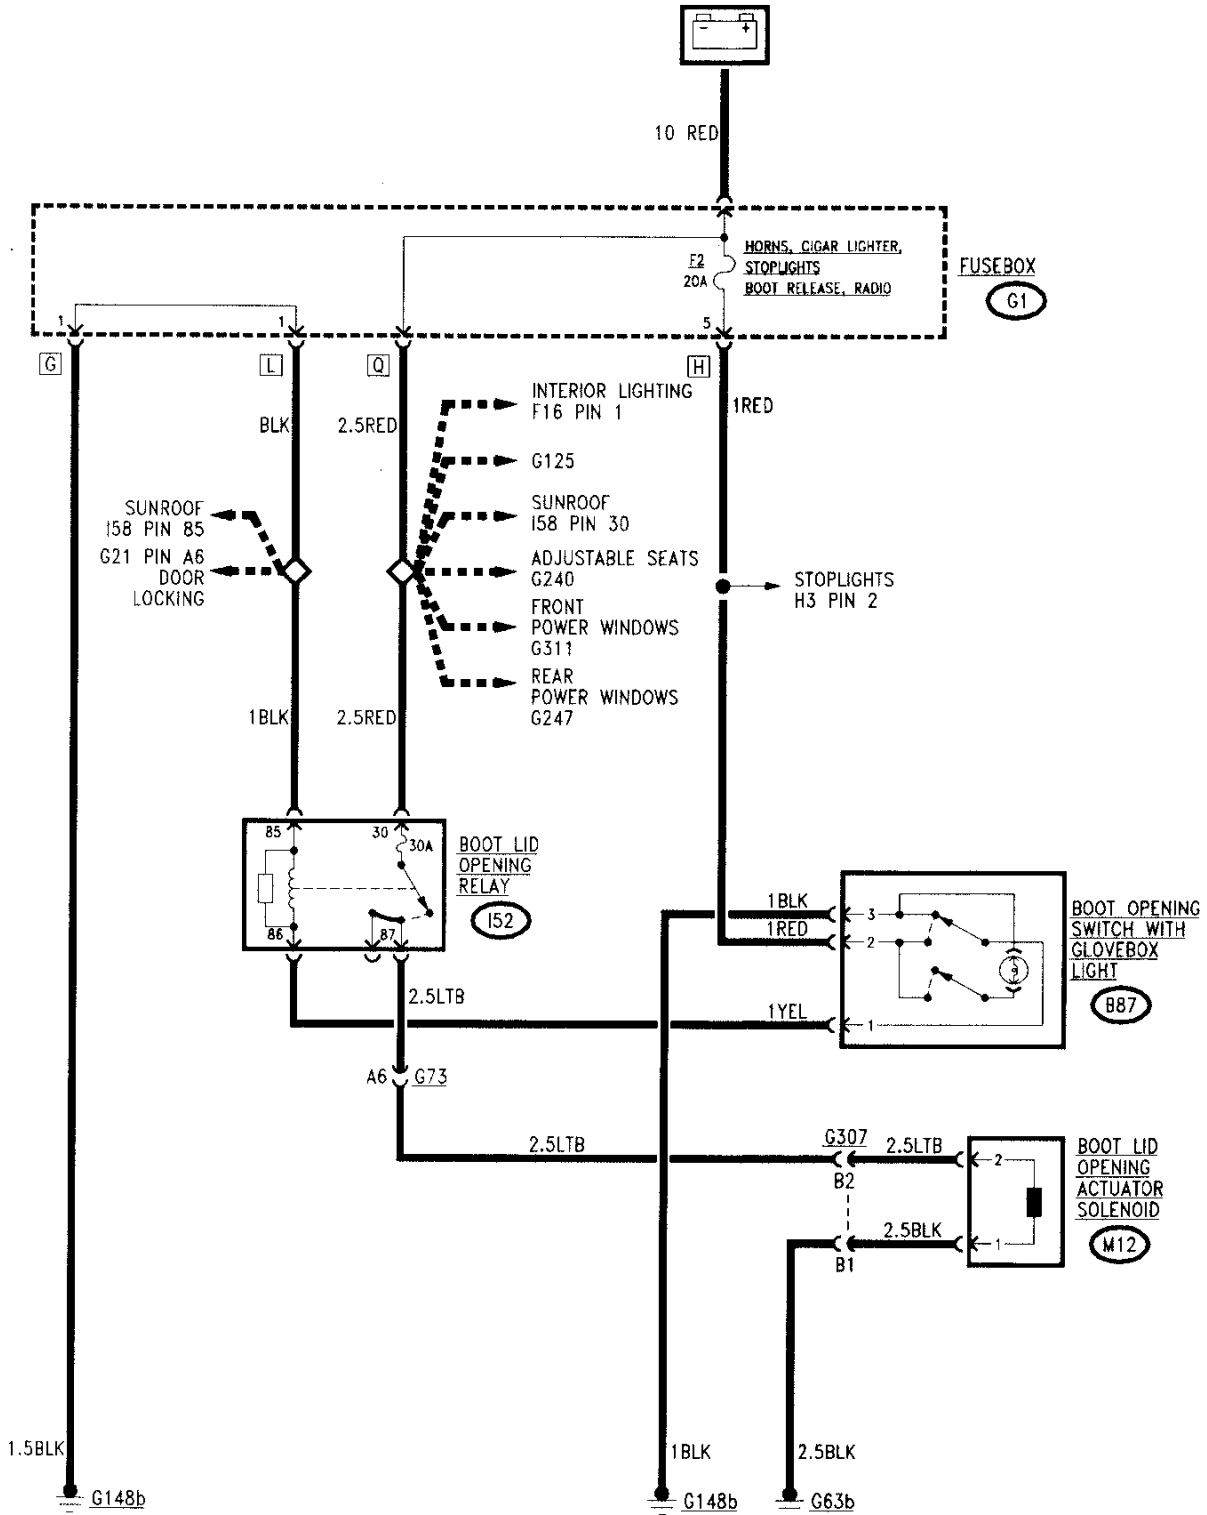 - +
10 RED
HORNS, CIGAR LIGHTER,
F2
STOPLIGHTS
20A
BOOT RELEASE, RADIO
FUSEBOX
G1
1
1
5
G
L
Q
H
INTERIOR LIGHTING
F16 PIN 1
1RED
BLK
2.5RED
G125
SUNROOF
I58 PIN 85
SUNROOF
I58 PIN 30
G21 PIN A6
DOOR
LOCKING
ADJUSTABLE SEATS
G240
STOPLIGHTS
H3 PIN 2
FRONT
POWER WINDOWS
G311
REAR
POWER WINDOWS
G247
1BLK
2.5RED
85
30
30A
BOOT LID
OPENING
RELAY
I52
86
87
1BLK
3
1RED
2
BOOT OPENING
SWITCH WITH
GLOVEBOX
LIGHT
B87
2.5LTB
1YEL
1
A6
G73
2.5LTB
G307
2.5LTB
2
B2
BOOT LID
OPENING
ACTUATOR
SOLENOID
M12
2.5BLK
1
B1
1.5BLK
1BLK
2.5BLK
G148b
G148b
G63b